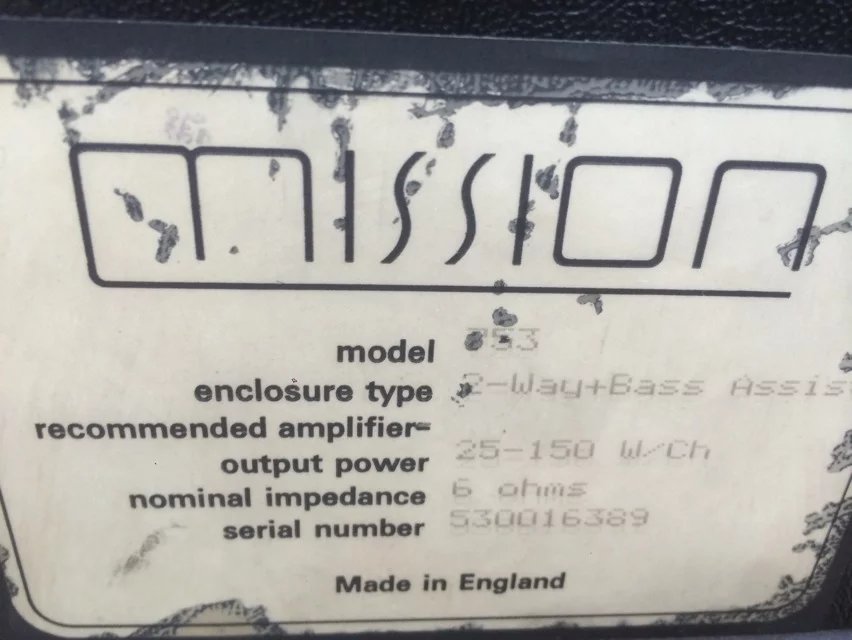 mission
model 753
enclosure type 2-Way+Bass Assis
recommended amplifier-
output power 25-150 W/Ch
nominal impedance 6 ohms
serial number 530016389
Made in England